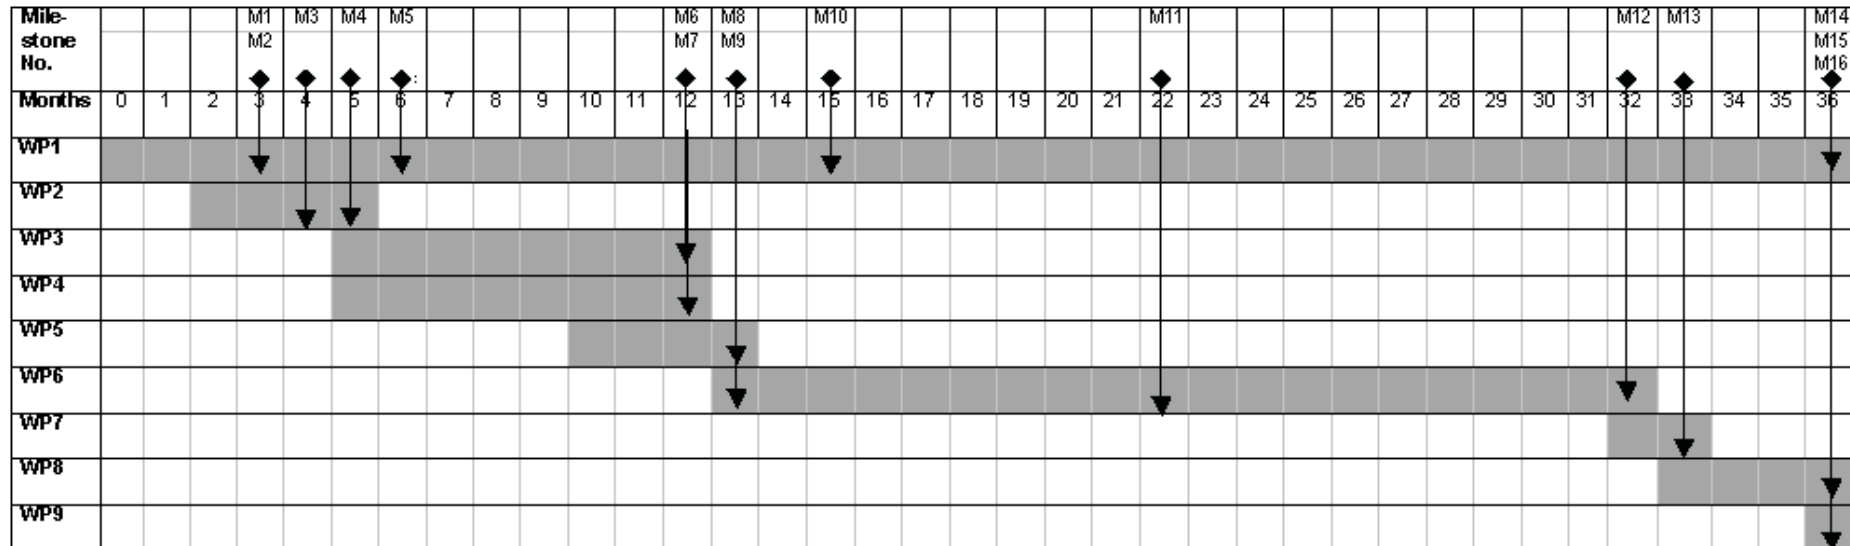 Mile- M1 M3 M4 M5 M6 M8 M10 M11 M12 M13 M14
stone M2 M7 M9 M15
No. M16
Months 0 1 2 3 4 5 6 7 8 9 10 11 12 13 14 15 16 17 18 19 20 21 22 23 24 25 26 27 28 29 30 31 32 33 34 35 36
WP1
WP2
WP3
WP4
WP5
WP6
WP7
WP8
WP9